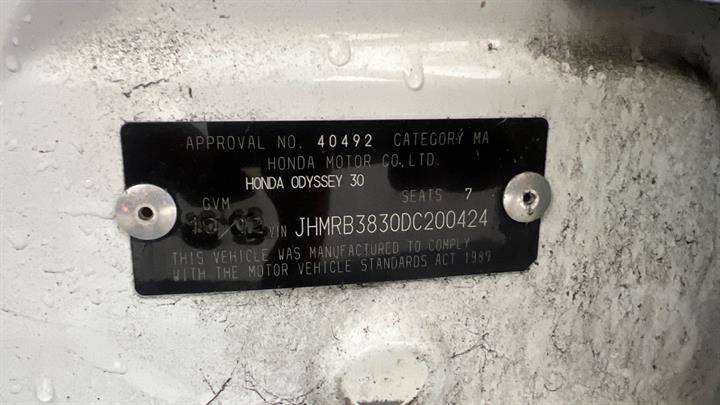 APPROVAL NO. 40492 CATEGORY MA
HONDA MOTOR CO.,LTD.
HONDA ODYSSEY 30
GVM SEATS 7
VIN JHMRB3830DC200424
THIS VEHICLE WAS MANUFACTURED TO COMPLY
WITH THE MOTOR VEHICLE STANDARDS ACT 1989